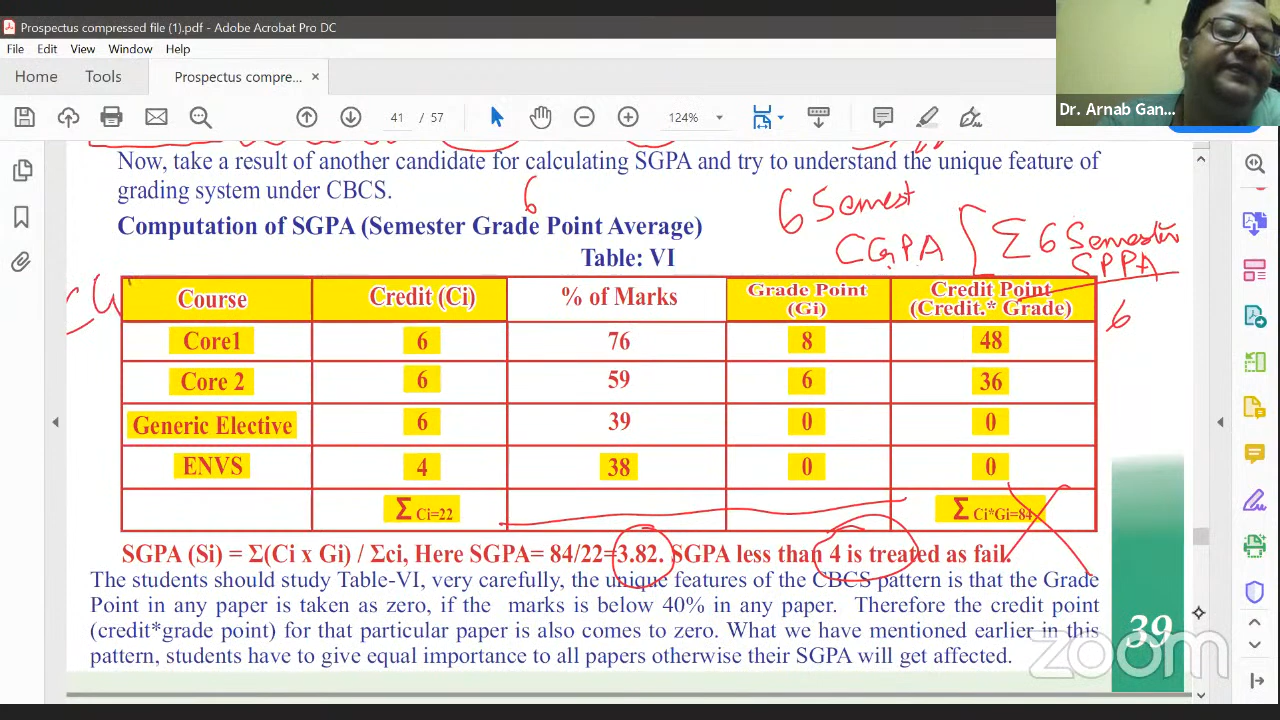 Prospectus compressed file (1).pdf - Adobe Acrobat Pro DC
File Edit View Window Help
Home Tools Prospectus compre... ×
41 / 57 124%
Dr. Arnab Gan...
Now, take a result of another candidate for calculating SGPA and try to understand the unique feature of
grading system under CBCS.
6
6 Semest
Computation of SGPA (Semester Grade Point Average)
CGPA Σ 6 Semester
SPPA
6
Table: VI
Course Credit (Ci) % of Marks Grade Point (Gi) Credit Point (Credit.* Grade)
Core1 6 76 8 48
Core 2 6 59 6 36
Generic Elective 6 39 0 0
ENVS 4 38 0 0
Σ Ci=22 Σ Ci*Gi=84
SGPA (Si) = Σ(Ci x Gi) / Σci, Here SGPA= 84/22=3.82. SGPA less than 4 is treated as fail.
The students should study Table-VI, very carefully, the unique features of the CBCS pattern is that the Grade
Point in any paper is taken as zero, if the marks is below 40% in any paper. Therefore the credit point
(credit*grade point) for that particular paper is also comes to zero. What we have mentioned earlier in this
pattern, students have to give equal importance to all papers otherwise their SGPA will get affected.
39
zoom